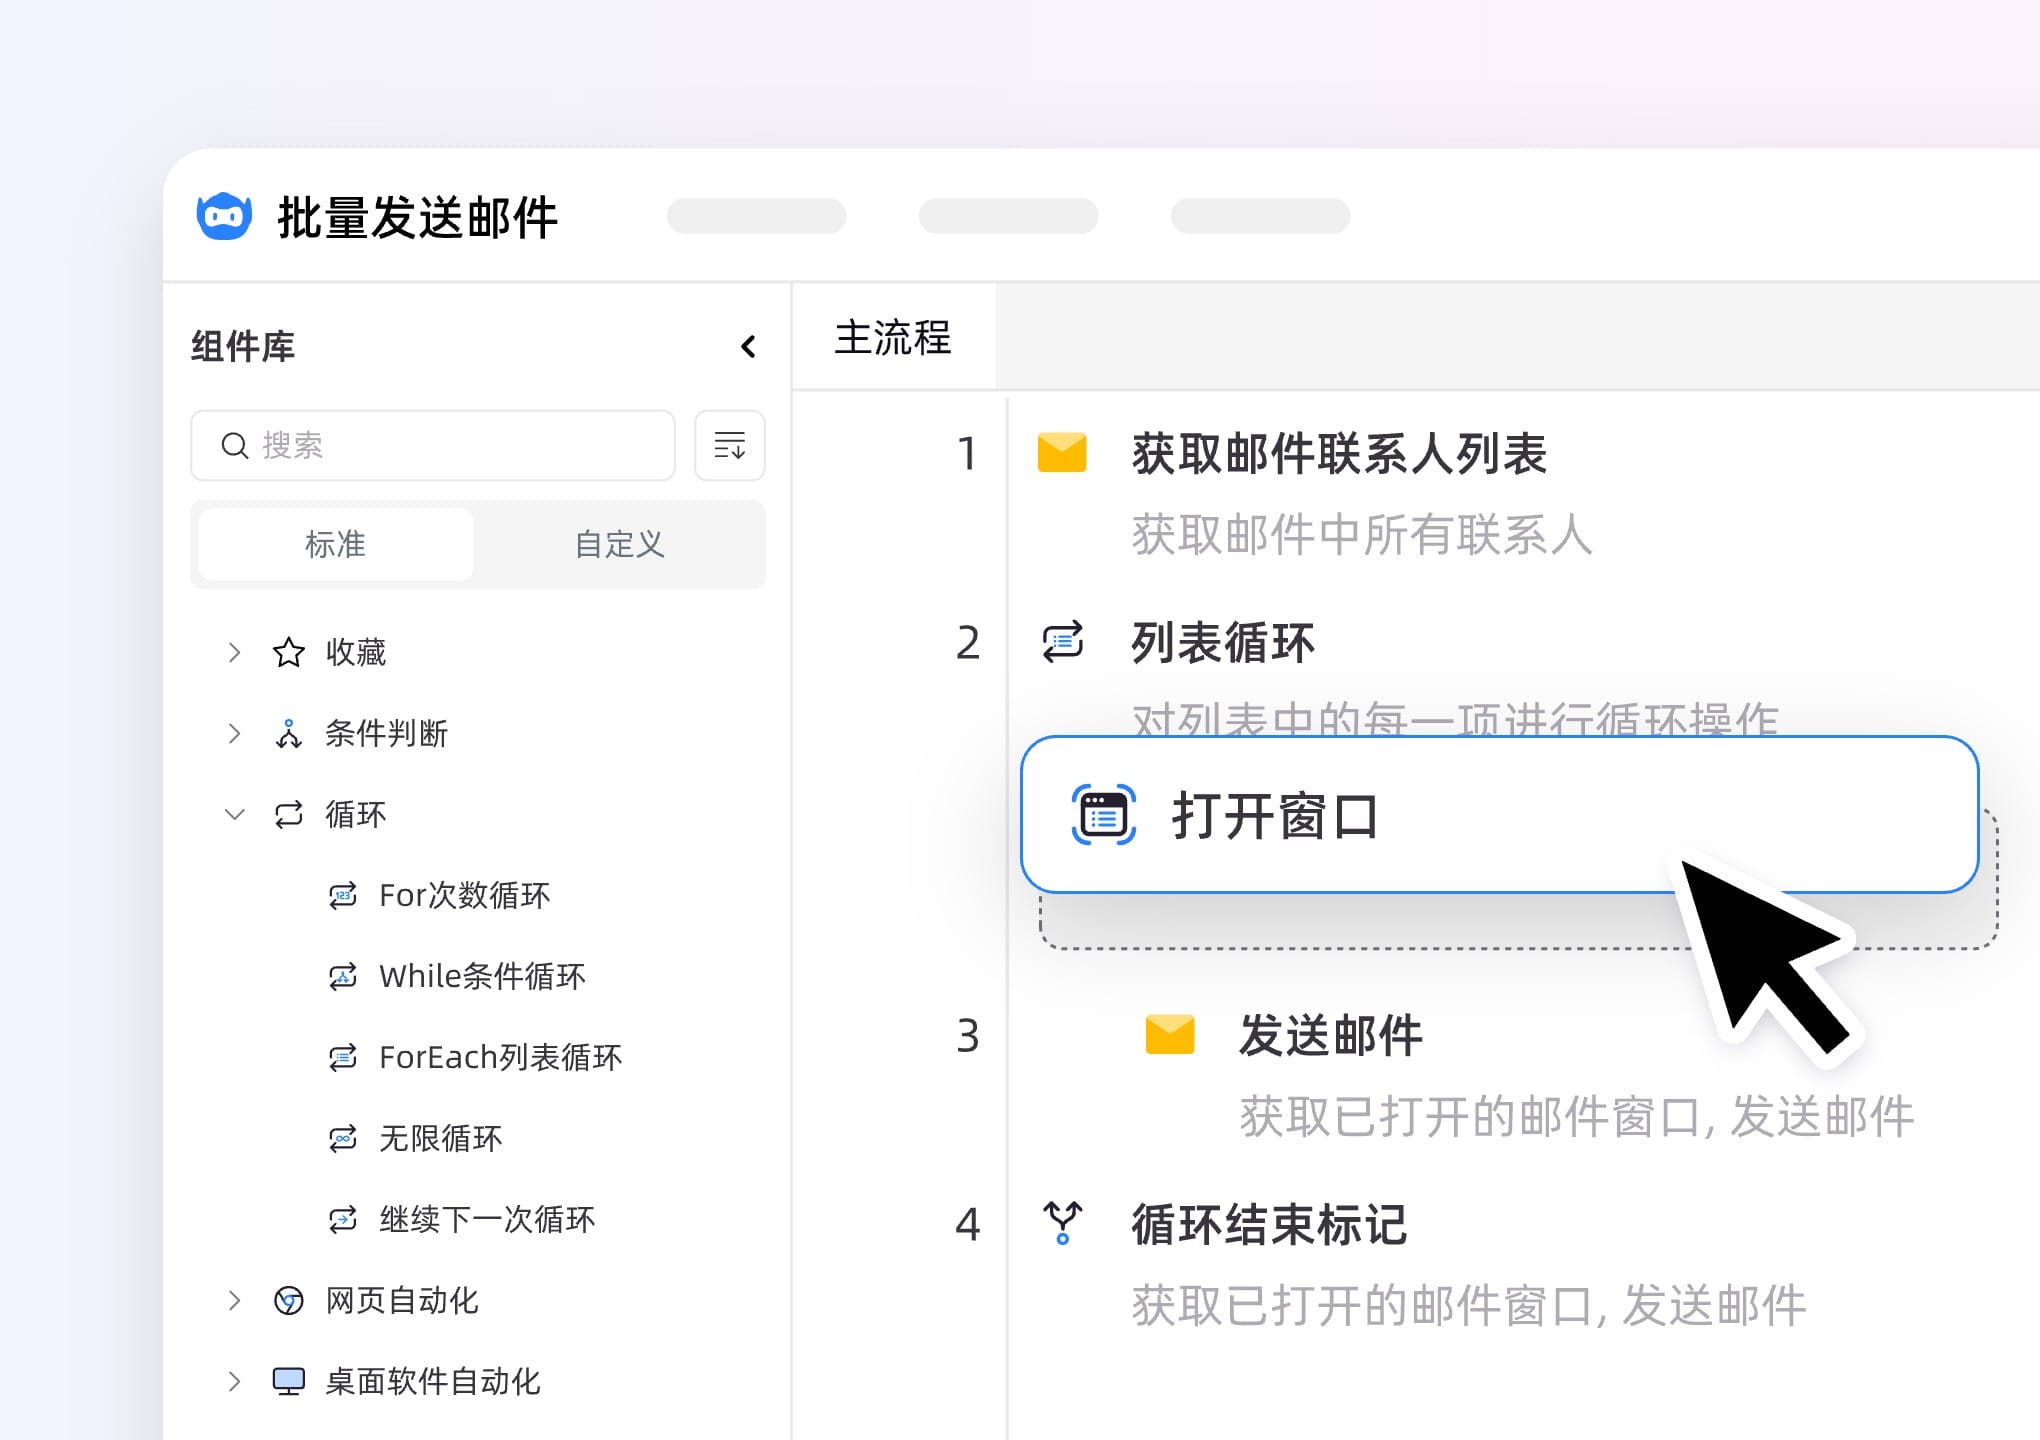 批量发送邮件
组件库
搜索
标准
自定义
收藏
条件判断
循环
For次数循环
While条件循环
ForEach列表循环
无限循环
继续下一次循环
网页自动化
桌面软件自动化
主流程
1
获取邮件联系人列表
获取邮件中所有联系人
2
列表循环
对列表中的每一项进行循环操作
打开窗口
3
发送邮件
获取已打开的邮件窗口, 发送邮件
4
循环结束标记
获取已打开的邮件窗口, 发送邮件